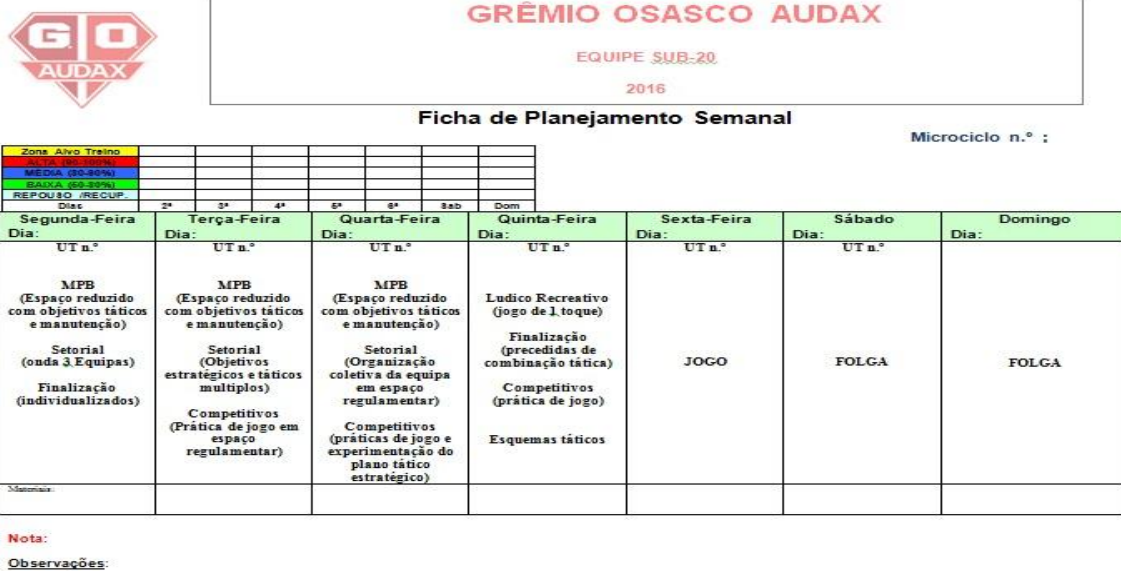 G O
AUDAX
GRÊMIO OSASCO AUDAX
EQUIPE SUB-20
2016
Ficha de Planejamento Semanal
Microciclo n.º :
Zona Alvo Treino
ALTA (90-100%)
MÉDIA (80-90%)
BAIXA (60-80%)
REPOUSO /RECUP.
Dias 2ª 3ª 4ª 5ª 6ª Sab Dom
Segunda-Feira Terça-Feira Quarta-Feira Quinta-Feira Sexta-Feira Sábado Domingo
Dia: Dia: Dia: Dia: Dia: Dia: Dia:
UT n.º UT n.º UT n.º UT n.º UT n.º UT n.º
MPB
(Espaço reduzido
com objetivos táticos
e manutenção)
Setorial
(onda 3 Equipas)
Finalização
(individualizados)
MPB
(Espaço reduzido
com objetivos táticos
e manutenção)
Setorial
(Objetivos
estratégicos e táticos
multiplos)
Competitivos
(Prática de jogo em
espaço
regulamentar)
MPB
(Espaço reduzido
com objetivos táticos
e manutenção)
Setorial
(Organização
coletiva da equipa
em espaço
regulamentar)
Competitivos
(práticas de jogo e
experimentação do
plano tático
estratégico)
Ludico Recreativo
(jogo de 1 toque)
Finalização
(precedidas de
combinação tática)
Competitivos
(prática de jogo)
Esquemas táticos
JOGO
FOLGA
FOLGA
Materiais:
Nota:
Observações: